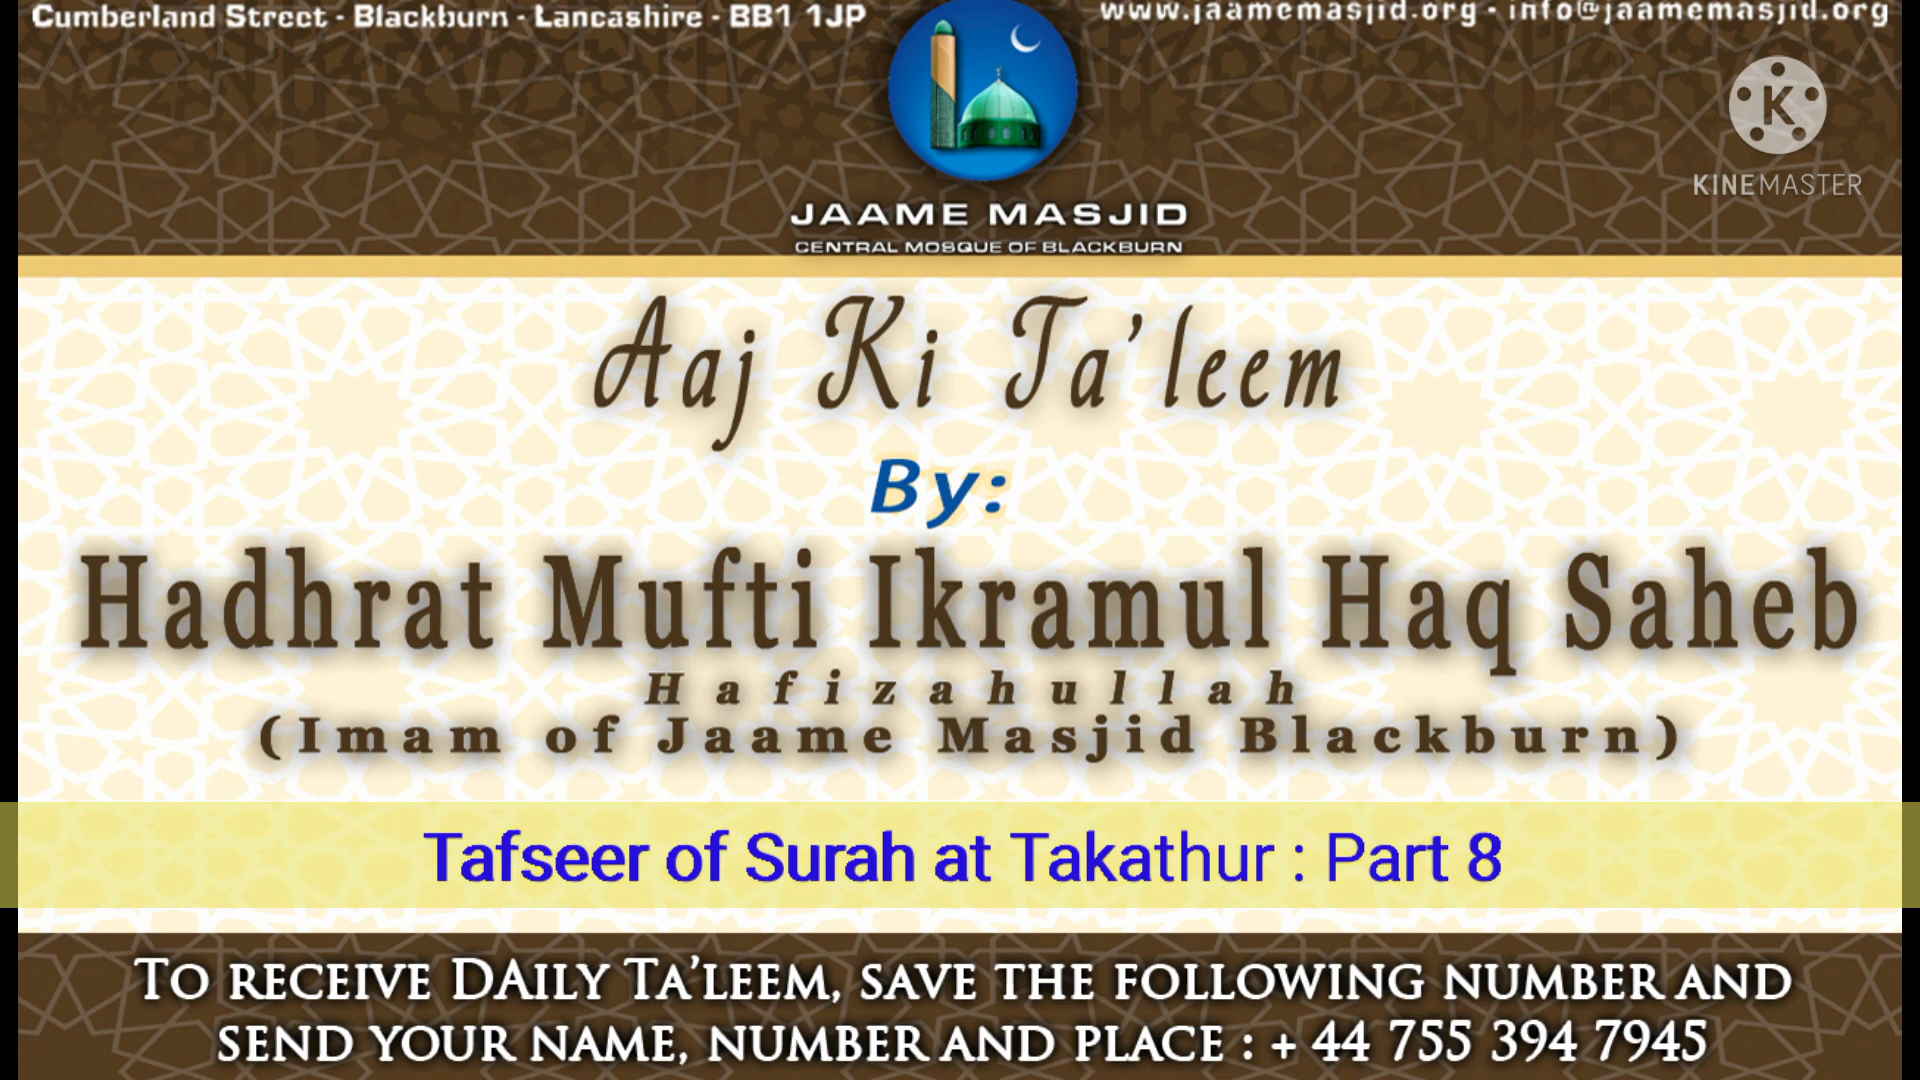 Cumberland Street - Blackburn - Lancashire - BB1 1JP
www.jaamemasjid.org - info@jaamemasjid.org
K
KINEMASTER
JAAME MASJID
CENTRAL MOSQUE OF BLACKBURN
Aaj Ki Ta'leem
By:
Hadhrat Mufti Ikramul Haq Saheb
Hafizahullah
(Imam of Jaame Masjid Blackburn)
Tafseer of Surah at Takathur : Part 8
To receive DAily Ta'leem, save the following number and
send your name, number and place : + 44 755 394 7945